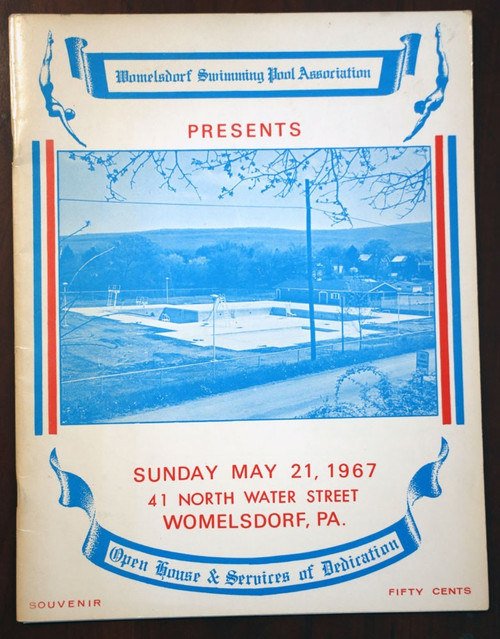 Womelsdorf Swimming Pool Association
PRESENTS
SUNDAY MAY 21, 1967
41 NORTH WATER STREET
WOMELSDORF, PA.
Open House & Services of Dedication
SOUVENIR
FIFTY CENTS